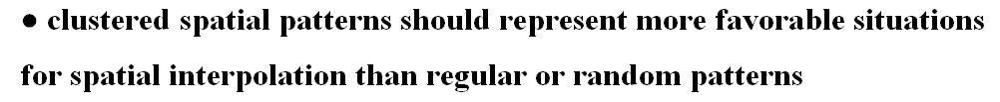 ● clustered spatial patterns should represent more favorable situations
for spatial interpolation than regular or random patterns